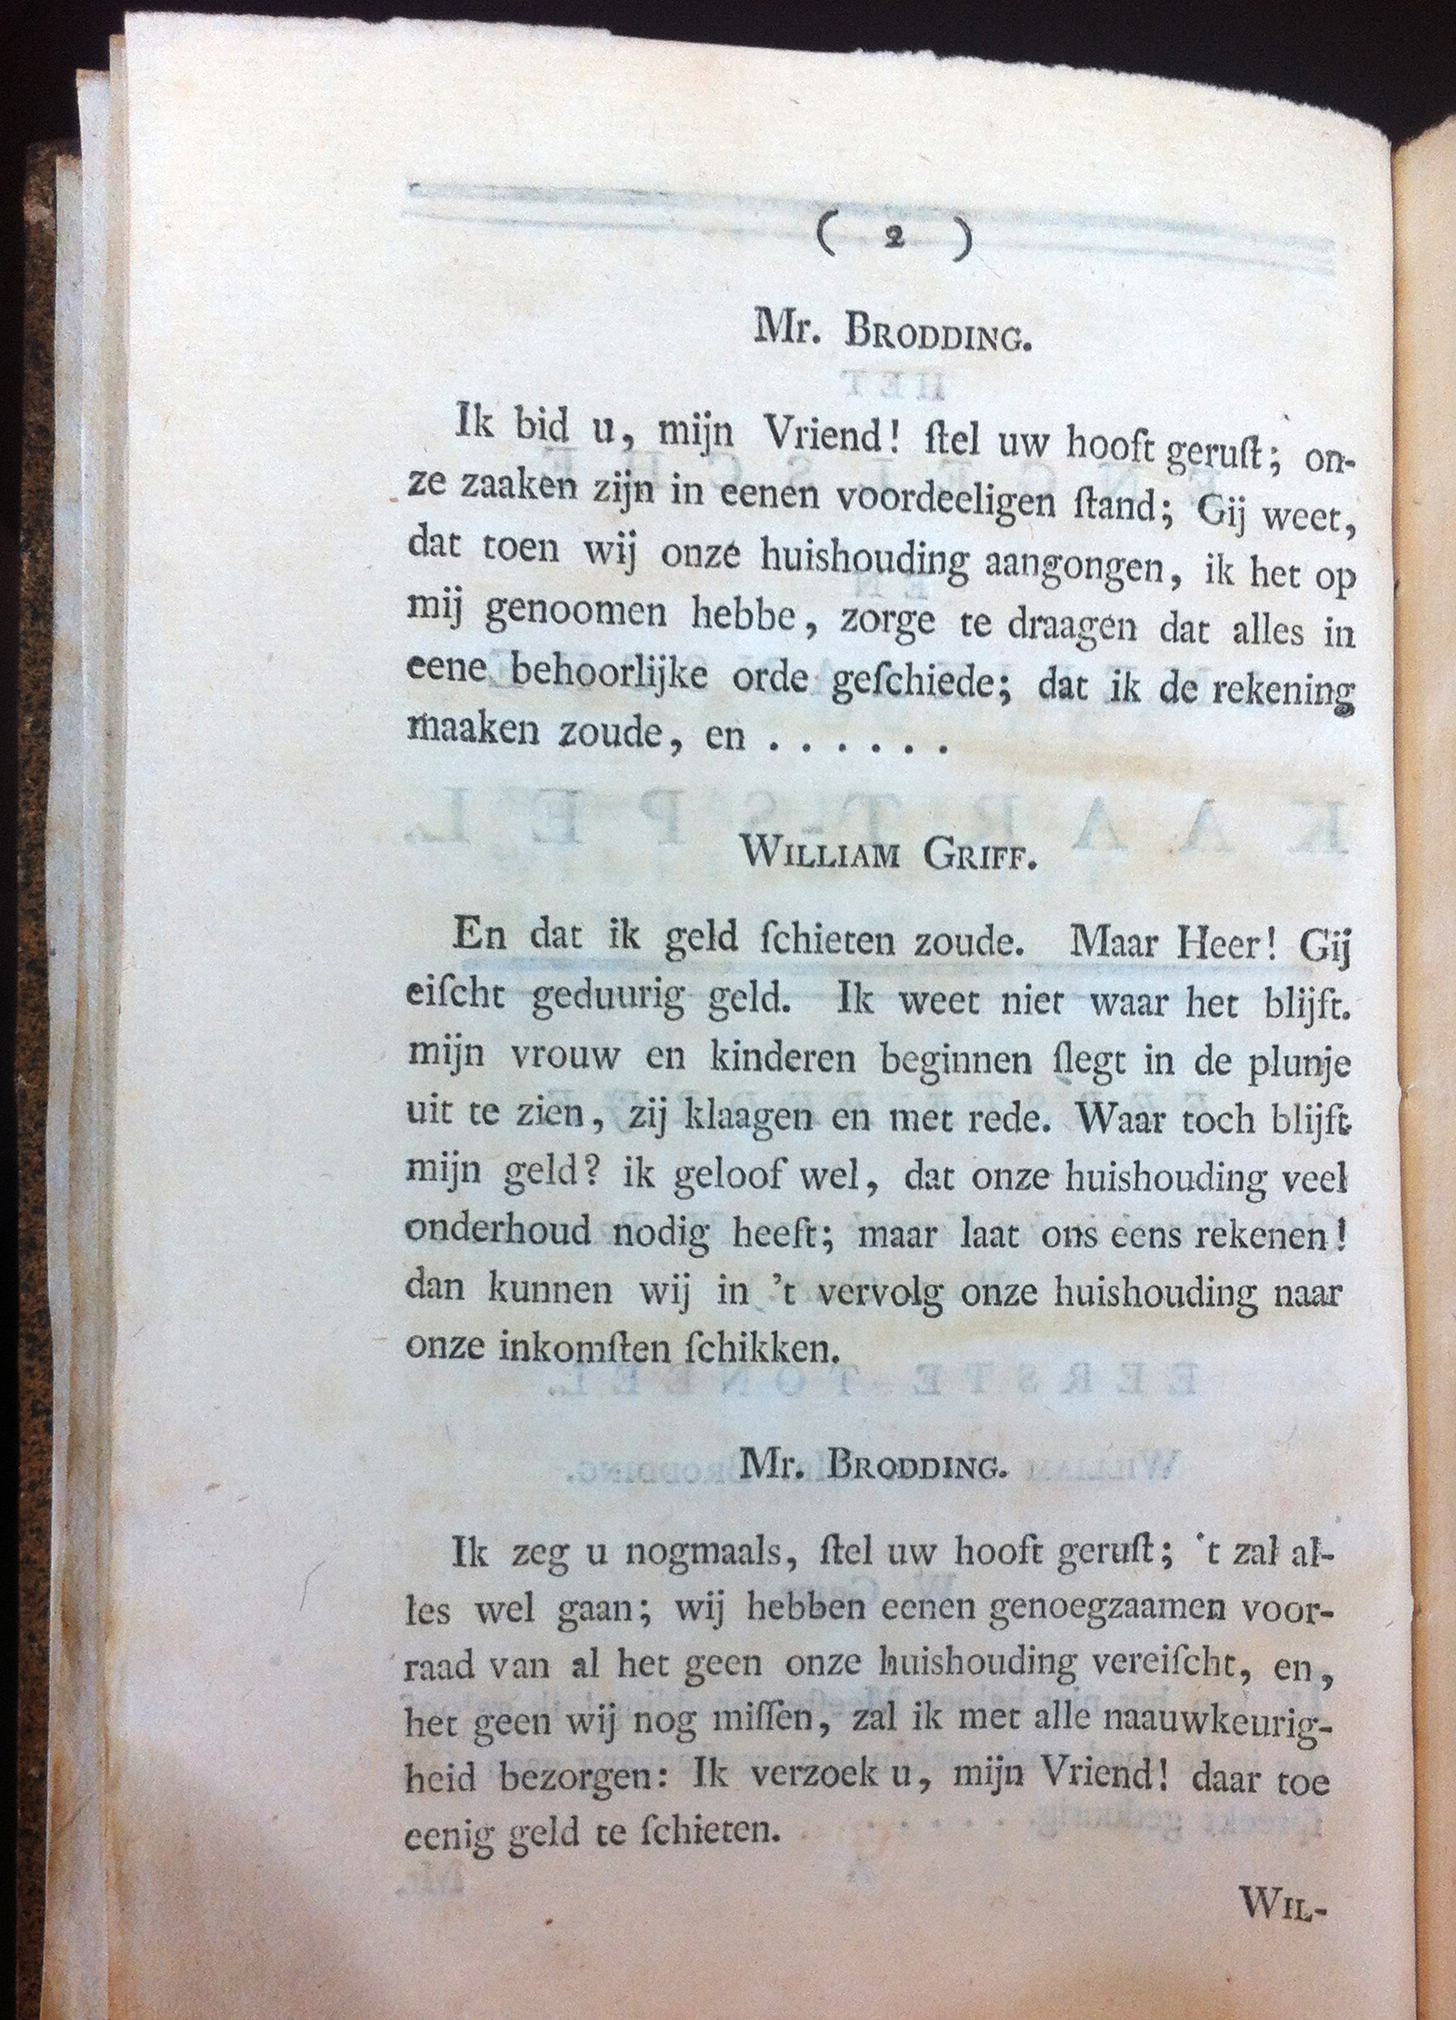 ( 2 )
Mr. BRODDING.
Ik bid u, mijn Vriend! ſtel uw hooft geruſt; on-
ze zaaken zijn in eenen voordeeligen ſtand; Gij weet,
dat toen wij onze huishouding aangongen, ik het op
mij genoomen hebbe, zorge te draagen dat alles in
eene behoorlijke orde geſchiede; dat ik de rekening
maaken zoude, en . . . . . .
WILLIAM GRIFF.
En dat ik geld ſchieten zoude. Maar Heer! Gij
eiſcht geduurig geld. Ik weet niet waar het blijft.
mijn vrouw en kinderen beginnen ſlegt in de plunje
uit te zien, zij klaagen en met rede. Waar toch blijft
mijn geld? ik geloof wel, dat onze huishouding veel
onderhoud nodig heeft; maar laat ons eens rekenen!
dan kunnen wij in 't vervolg onze huishouding naar
onze inkomſten ſchikken.
Mr. BRODDING.
Ik zeg u nogmaals, ſtel uw hooft geruſt; 't zal al-
les wel gaan; wij hebben eenen genoegzaamen voor-
raad van al het geen onze huishouding vereiſcht, en,
het geen wij nog miſſen, zal ik met alle naauwkeurig-
heid bezorgen: Ik verzoek u, mijn Vriend! daar toe
eenig geld te ſchieten.
WIL-